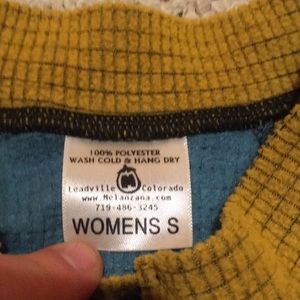 100% POLYESTER
WASH COLD & HANG DRY
Leadville Colorado
www.Melanzana.com
719-486-3245
WOMENS S